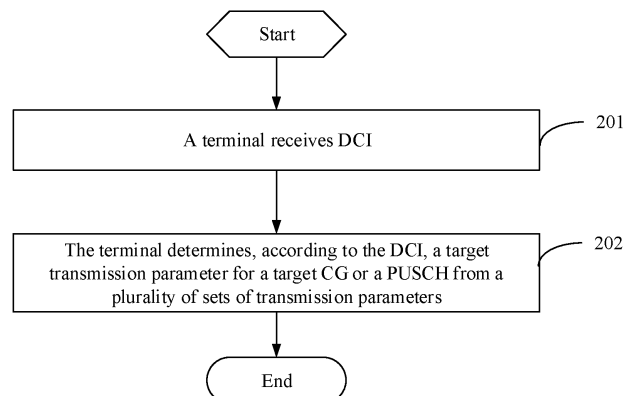 Start
A terminal receives DCI
201
The terminal determines, according to the DCI, a target
transmission parameter for a target CG or a PUSCH from a
plurality of sets of transmission parameters
202
End